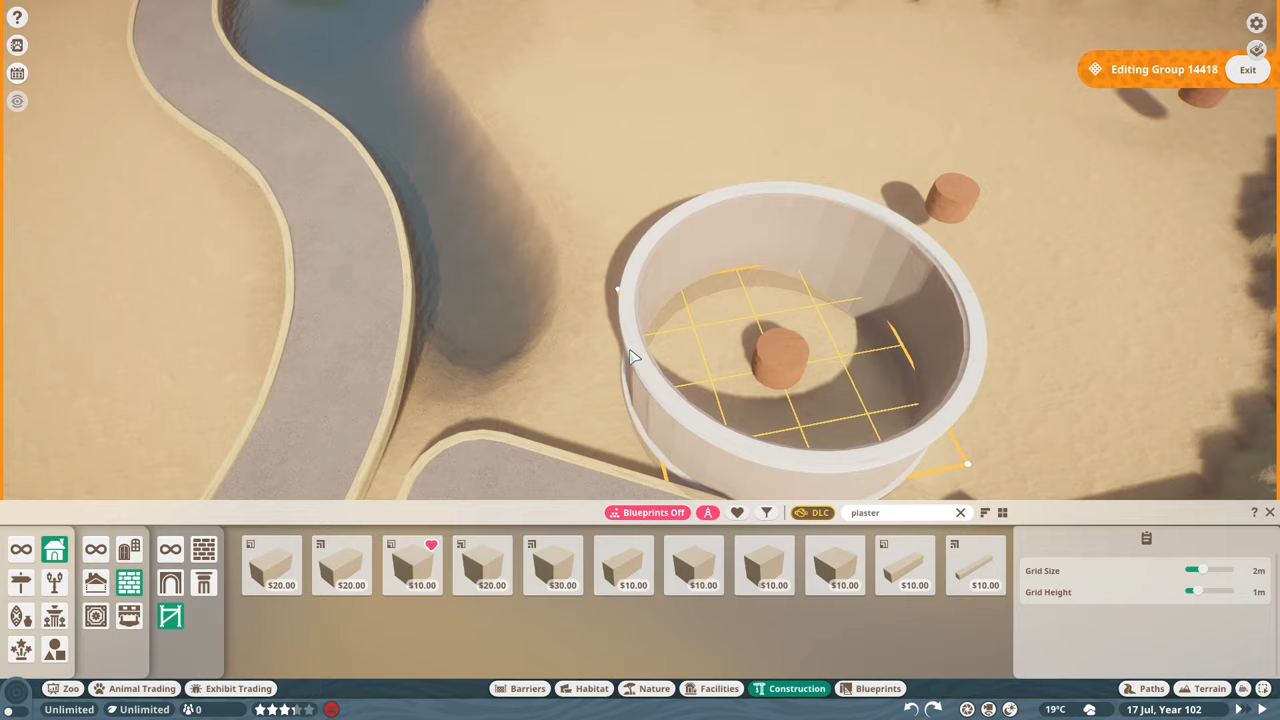 ?
Editing Group 14418
Exit
Blueprints Off
DLC
plaster
?
$20.00
$20.00
$10.00
$20.00
$30.00
$10.00
$10.00
$10.00
$10.00
$10.00
$10.00
Grid Size
2m
Grid Height
1m
Zoo
Animal Trading
Exhibit Trading
Barriers
Habitat
Nature
Facilities
Construction
Blueprints
Paths
Terrain
Unlimited
Unlimited
0
19°C
17 Jul, Year 102